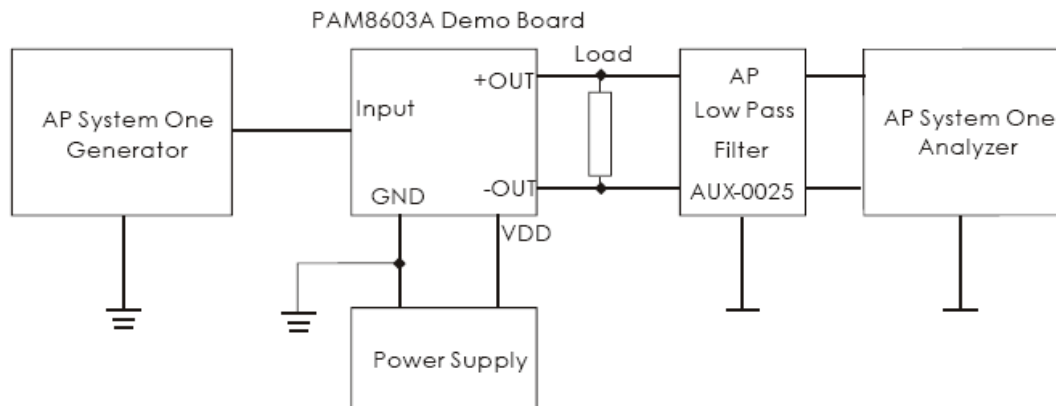 PAM8603A Demo Board
AP System One
Generator
Input
+OUT
-OUT
GND
VDD
Load
AP
Low Pass
Filter
AUX-0025
AP System One
Analyzer
Power Supply